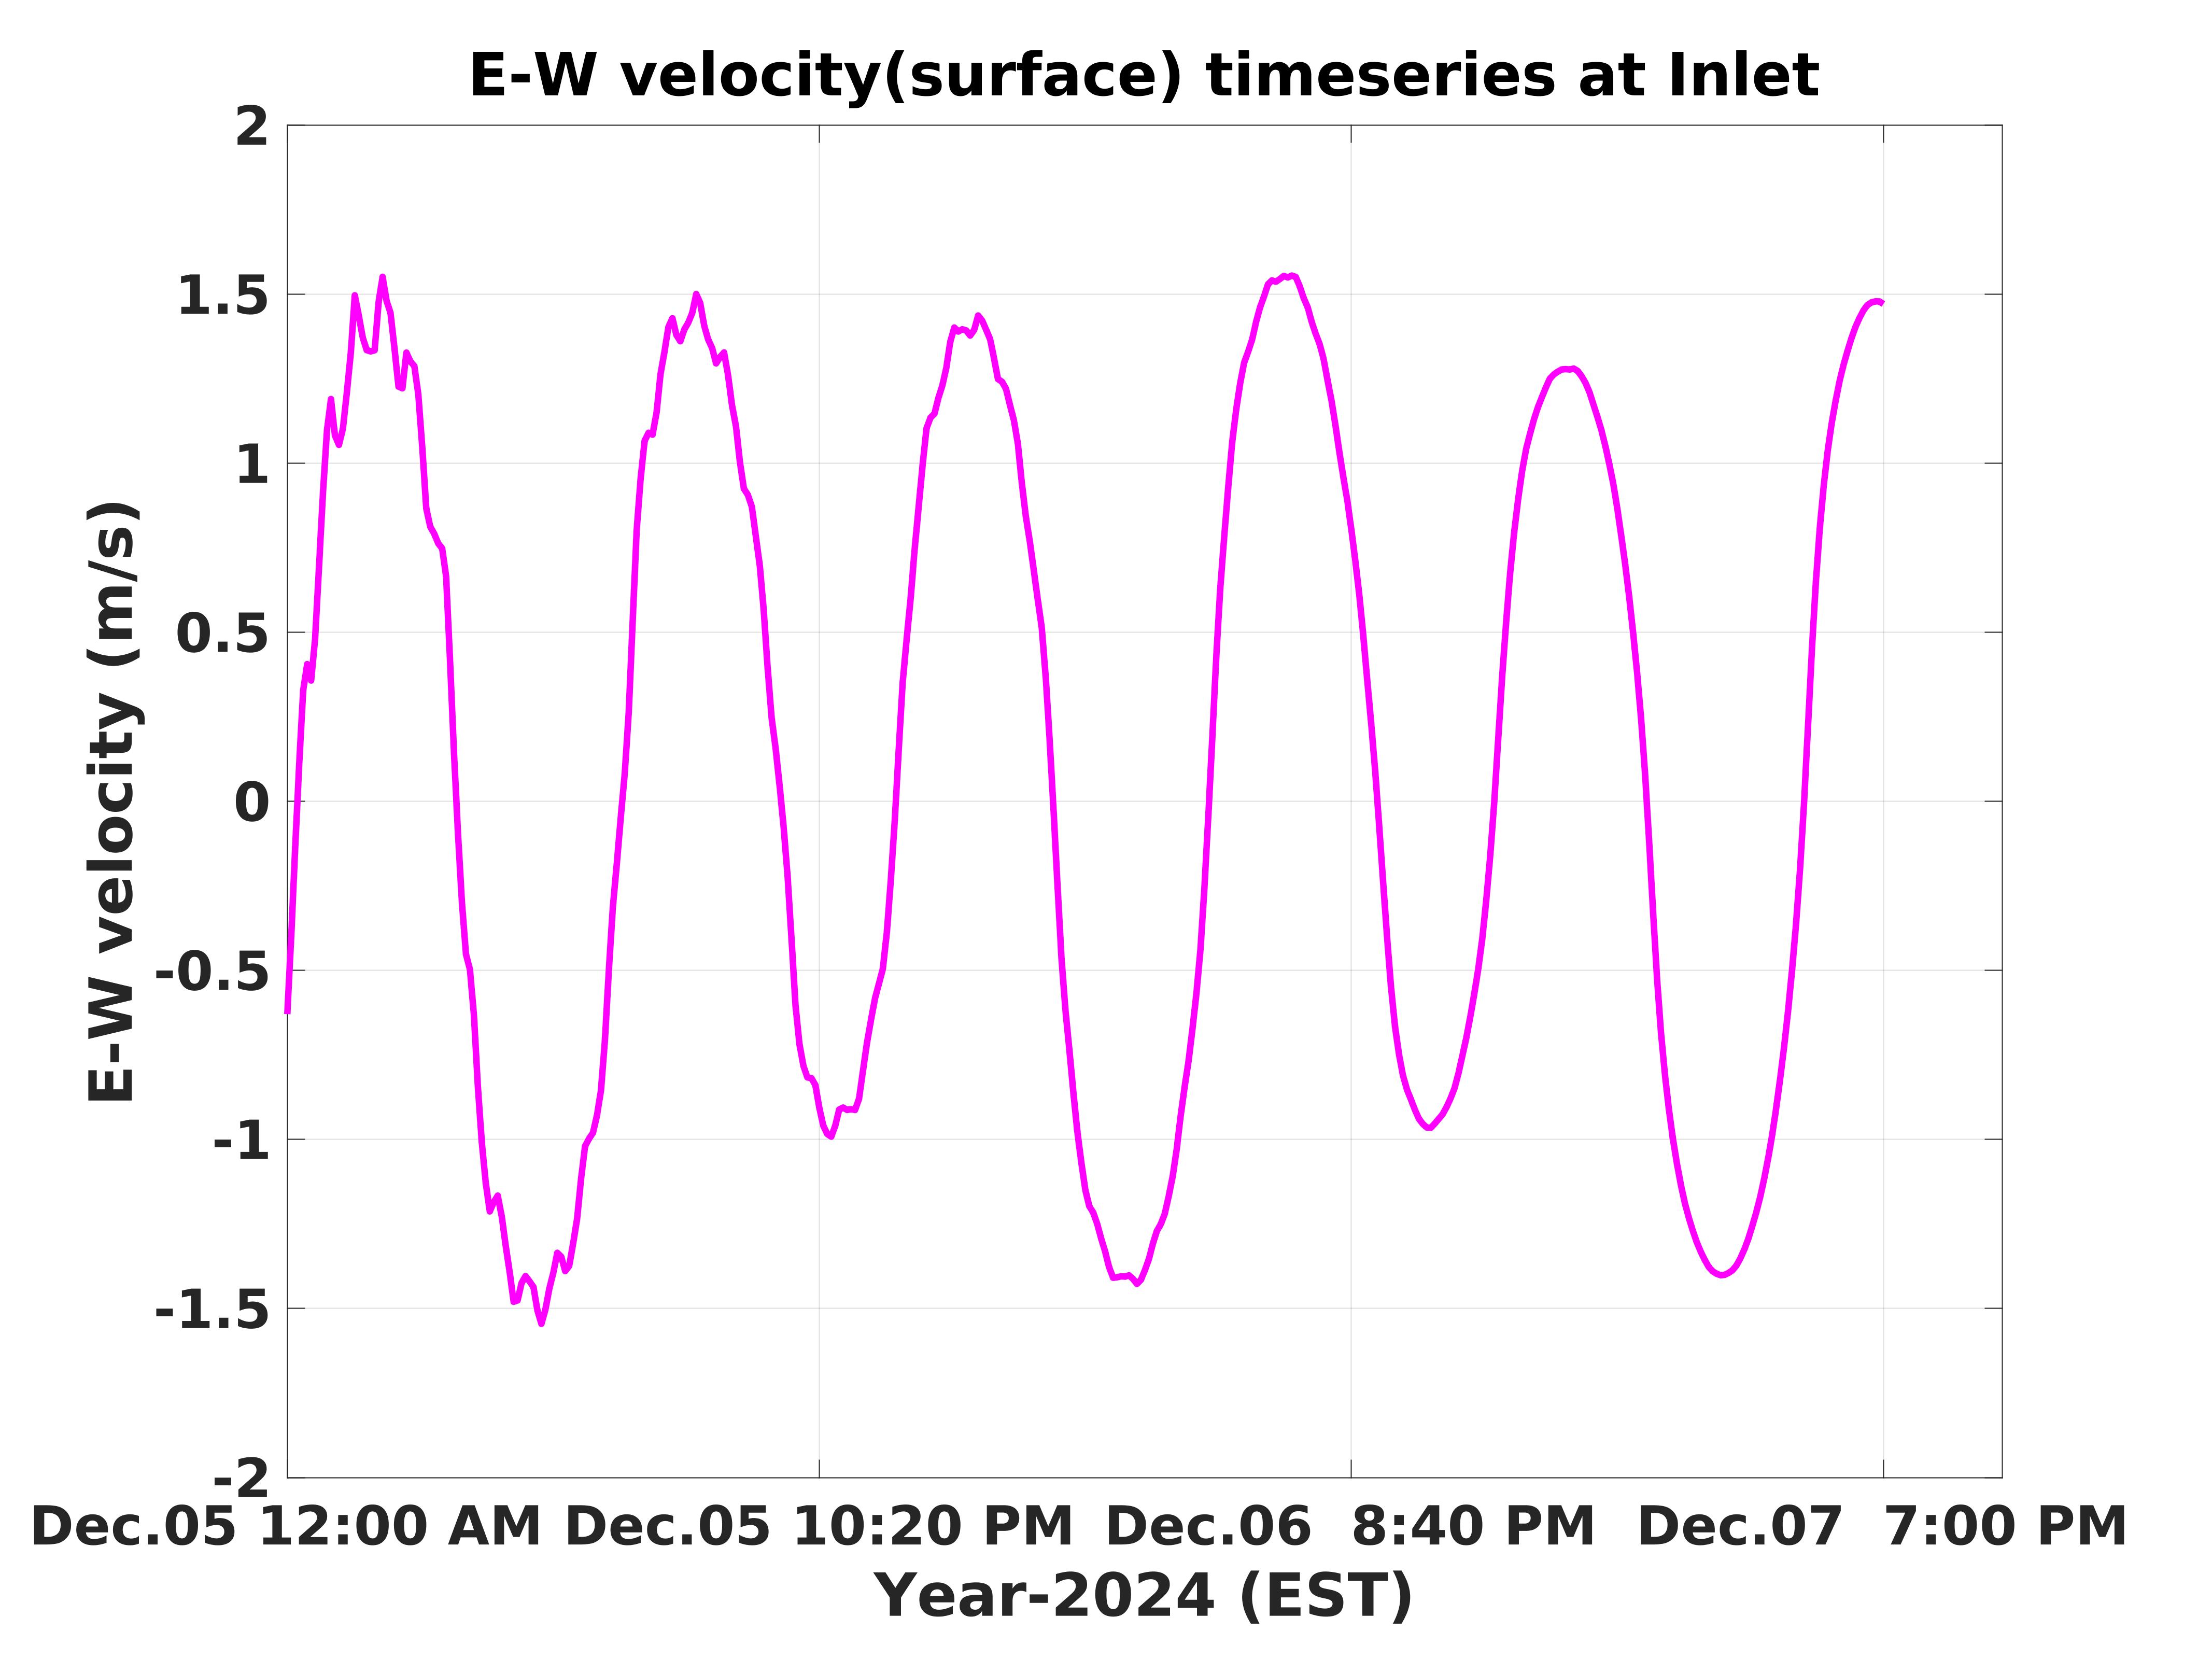 E-W velocity(surface) timeseries at Inlet
E-W velocity (m/s)
2
1.5
1
0.5
0
-0.5
-1
-1.5
-2
Dec.05 12:00 AM Dec.05 10:20 PM Dec.06 8:40 PM Dec.07 7:00 PM
Year-2024 (EST)